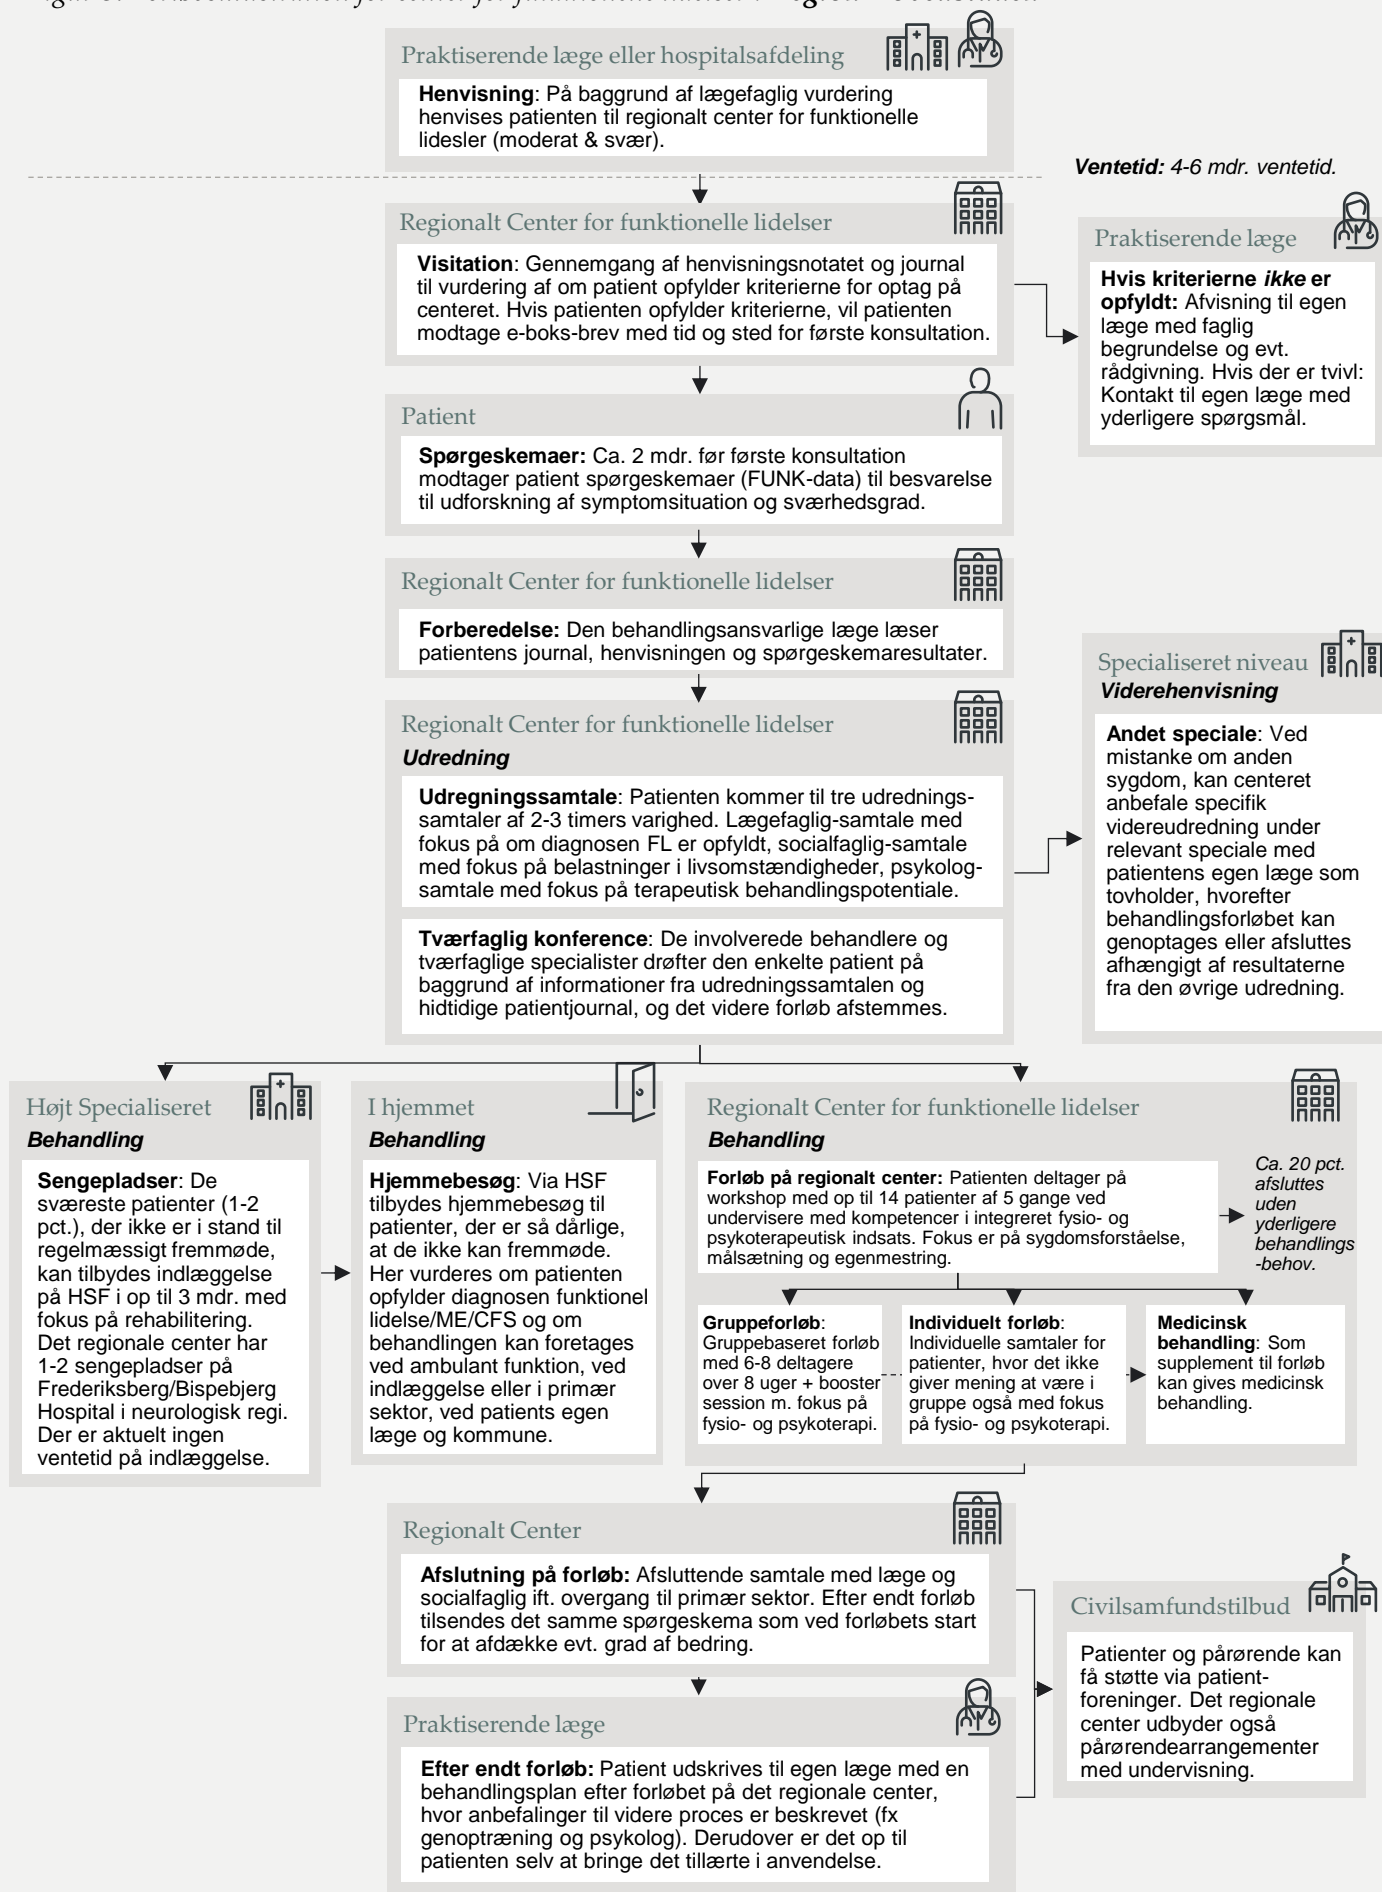 Praktiserende læge eller hospitalsafdeling
Henvisning: På baggrund af lægefaglig vurdering
henvises patienten til regionalt center for funktionelle
lidesler (moderat & svær).
Ventetid: 4-6 mdr. ventetid.
Regionalt Center for funktionelle lidelser
Visitation: Gennemgang af henvisningsnotatet og journal
til vurdering af om patient opfylder kriterierne for optag på
centeret. Hvis patienten opfylder kriterierne, vil patienten
modtage e-boks-brev med tid og sted for første konsultation.
Praktiserende læge
Hvis kriterierne ikke er
opfyldt: Afvisning til egen
læge med faglig
begrundelse og evt.
rådgivning. Hvis der er tvivl:
Kontakt til egen læge med
yderligere spørgsmål.
Patient
Spørgeskemaer: Ca. 2 mdr. før første konsultation
modtager patient spørgeskemaer (FUNK-data) til besvarelse
til udforskning af symptomsituation og sværhedsgrad.
Regionalt Center for funktionelle lidelser
Forberedelse: Den behandlingsansvarlige læge læser
patientens journal, henvisningen og spørgeskemaresultater.
Regionalt Center for funktionelle lidelser
Udredning
Udregningssamtale: Patienten kommer til tre udrednings-
samtaler af 2-3 timers varighed. Lægefaglig-samtale med
fokus på om diagnosen FL er opfyldt, socialfaglig-samtale
med fokus på belastninger i livsomstændigheder, psykolog-
samtale med fokus på terapeutisk behandlingspotentiale.
Tværfaglig konference: De involverede behandlere og
tværfaglige specialister drøfter den enkelte patient på
baggrund af informationer fra udredningssamtalen og
hidtidige patientjournal, og det videre forløb afstemmes.
Specialiseret niveau
Viderehenvisning
Andet speciale: Ved
mistanke om anden
sygdom, kan centeret
anbefale specifik
videreudredning under
relevant speciale med
patientens egen læge som
tovholder, hvorefter
behandlingsforløbet kan
genoptages eller afsluttes
afhængigt af resultaterne
fra den øvrige udredning.
Højt Specialiseret
Behandling
Sengepladser: De
sværeste patienter (1-2
pct.), der ikke er i stand til
regelmæssigt fremmøde,
kan tilbydes indlæggelse
på HSF i op til 3 mdr. med
fokus på rehabilitering.
Det regionale center har
1-2 sengepladser på
Frederiksberg/Bispebjerg
Hospital i neurologisk regi.
Der er aktuelt ingen
ventetid på indlæggelse.
I hjemmet
Behandling
Hjemmebesøg: Via HSF
tilbydes hjemmebesøg til
patienter, der er så dårlige,
at de ikke kan fremmøde.
Her vurderes om patienten
opfylder diagnosen funktionel
lidelse/ME/CFS og om
behandlingen kan foretages
ved ambulant funktion, ved
indlæggelse eller i primær
sektor, ved patients egen
læge og kommune.
Regionalt Center for funktionelle lidelser
Behandling
Forløb på regionalt center: Patienten deltager på
workshop med op til 14 patienter af 5 gange ved
undervisere med kompetencer i integreret fysio- og
psykoterapeutisk indsats. Fokus er på sygdomsforståelse,
målsætning og egenmestring.
Ca. 20 pct.
afsluttes
uden
yderligere
behandlings
-behov.
Gruppeforløb:
Gruppebaseret forløb
med 6-8 deltagere
over 8 uger + booster
session m. fokus på
fysio- og psykoterapi.
Individuelt forløb:
Individuelle samtaler for
patienter, hvor det ikke
giver mening at være i
gruppe også med fokus
på fysio- og psykoterapi.
Medicinsk
behandling: Som
supplement til forløb
kan gives medicinsk
behandling.
Regionalt Center
Afslutning på forløb: Afsluttende samtale med læge og
socialfaglig ift. overgang til primær sektor. Efter endt forløb
tilsendes det samme spørgeskema som ved forløbets start
for at afdække evt. grad af bedring.
Civilsamfundstilbud
Patienter og pårørende kan
få støtte via patient-
foreninger. Det regionale
center udbyder også
pårørendearrangementer
med undervisning.
Praktiserende læge
Efter endt forløb: Patient udskrives til egen læge med en
behandlingsplan efter forløbet på det regionale center,
hvor anbefalinger til videre proces er beskrevet (fx
genoptræning og psykolog). Derudover er det op til
patienten selv at bringe det tillærte i anvendelse.